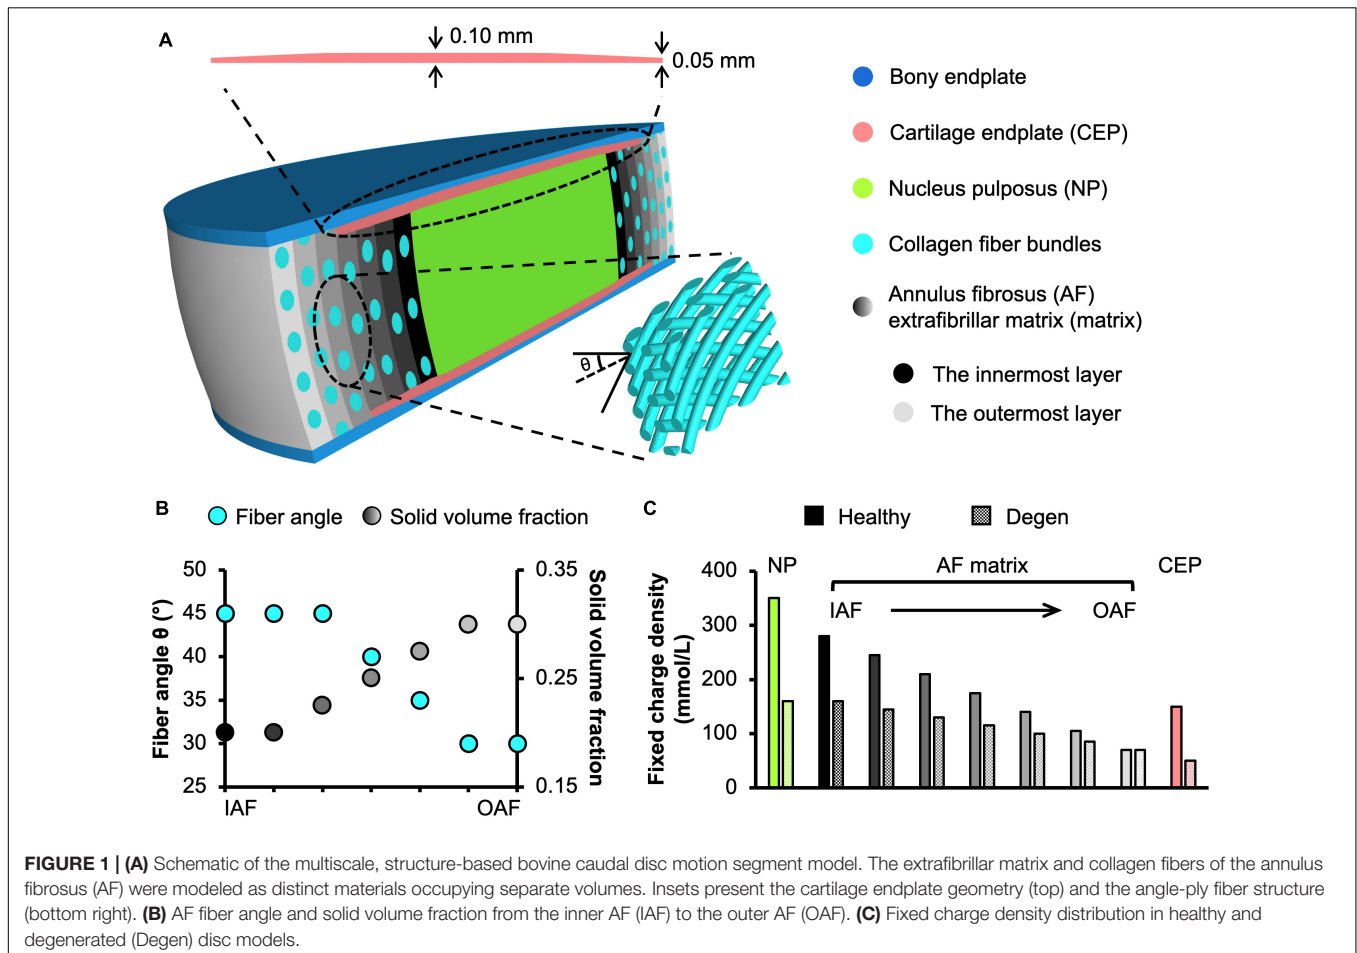 A
0.10 mm
0.05 mm
Bony endplate
Cartilage endplate (CEP)
Nucleus pulposus (NP)
Collagen fiber bundles
Annulus fibrosus (AF)
extrafibrillar matrix (matrix)
The innermost layer
The outermost layer
θ
B
Fiber angle
Solid volume fraction
50
45
40
35
30
25
Fiber angle θ (°)
0.35
0.25
0.15
Solid volume fraction
IAF
OAF
C
Healthy
Degen
NP
AF matrix
CEP
IAF
OAF
400
300
200
100
0
Fixed charge density
(mmol/L)
FIGURE 1 | (A) Schematic of the multiscale, structure-based bovine caudal disc motion segment model. The extrafibrillar matrix and collagen fibers of the annulus
fibrosus (AF) were modeled as distinct materials occupying separate volumes. Insets present the cartilage endplate geometry (top) and the angle-ply fiber structure
(bottom right). (B) AF fiber angle and solid volume fraction from the inner AF (IAF) to the outer AF (OAF). (C) Fixed charge density distribution in healthy and
degenerated (Degen) disc models.